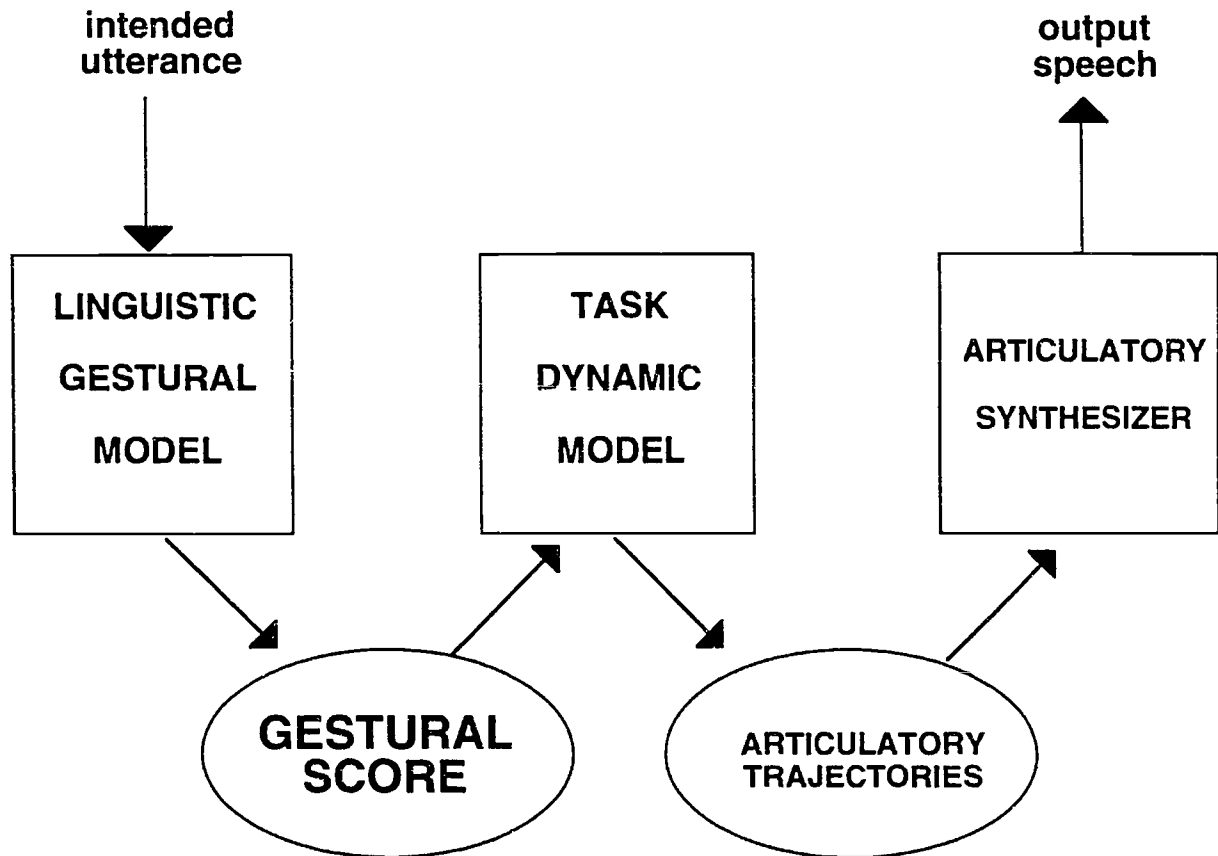 intended
utterance
output
speech
LINGUISTIC
GESTURAL
MODEL
TASK
DYNAMIC
MODEL
ARTICULATORY
SYNTHESIZER
GESTURAL
SCORE
ARTICULATORY
TRAJECTORIES